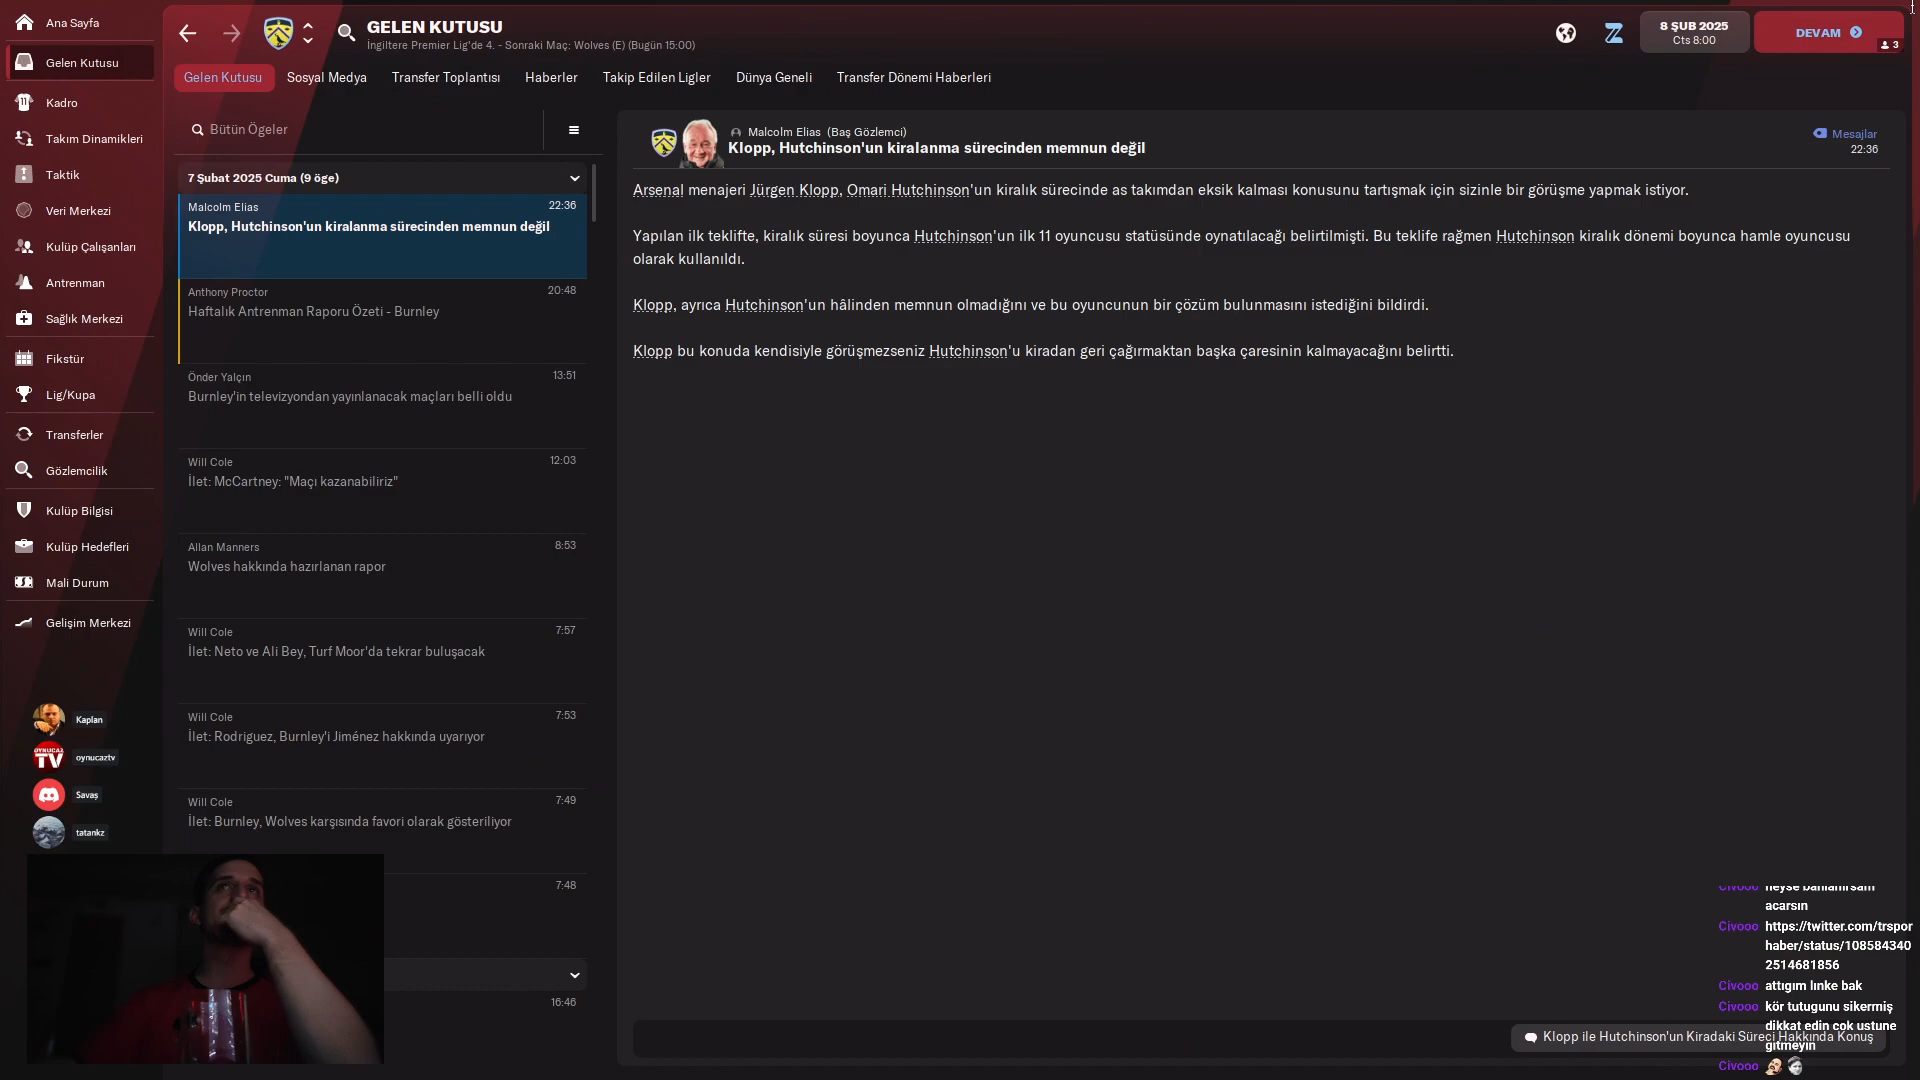 Ana Sayfa
Gelen Kutusu
Kadro
Takım Dinamikleri
Taktik
Veri Merkezi
Kulüp Çalışanları
Antrenman
Sağlık Merkezi
Fikstür
Lig/Kupa
Transferler
Gözlemcilik
Kulüp Bilgisi
Kulüp Hedefleri
Mali Durum
Gelişim Merkezi
Kaplan
OYNUCAZ TV
oynucaztv
Savaş
tatankz
GELEN KUTUSU
İngiltere Premier Lig'de 4. - Sonraki Maç: Wolves (E) (Bugün 15:00)
8 ŞUB 2025
Cts 8:00
DEVAM
3
Gelen Kutusu
Sosyal Medya
Transfer Toplantısı
Haberler
Takip Edilen Ligler
Dünya Geneli
Transfer Dönemi Haberleri
Bütün Ögeler
7 Şubat 2025 Cuma (9 öge)
Malcolm Elias 22:36
Klopp, Hutchinson'un kiralanma sürecinden memnun değil
Anthony Proctor 20:48
Haftalık Antrenman Raporu Özeti - Burnley
Önder Yalçın 13:51
Burnley'in televizyondan yayınlanacak maçları belli oldu
Will Cole 12:03
İlet: McCartney: "Maçı kazanabiliriz"
Allan Manners 8:53
Wolves hakkında hazırlanan rapor
Will Cole 7:57
İlet: Neto ve Ali Bey, Turf Moor'da tekrar buluşacak
Will Cole 7:53
İlet: Rodriguez, Burnley'i Jiménez hakkında uyarıyor
Will Cole 7:49
İlet: Burnley, Wolves karşısında favori olarak gösteriliyor
7:48
16:46
Malcolm Elias (Baş Gözlemci)
Klopp, Hutchinson'un kiralanma sürecinden memnun değil
Mesajlar
22:36
Arsenal menajeri Jürgen Klopp, Omari Hutchinson'un kiralık sürecinde as takımdan eksik kalması konusunu tartışmak için sizinle bir görüşme yapmak istiyor.
Yapılan ilk teklifte, kiralık süresi boyunca Hutchinson'un ilk 11 oyuncusu statüsünde oynatılacağı belirtilmişti. Bu teklife rağmen Hutchinson kiralık dönemi boyunca hamle oyuncusu
olarak kullanıldı.
Klopp, ayrıca Hutchinson'un hâlinden memnun olmadığını ve bu oyuncunun bir çözüm bulunmasını istediğini bildirdi.
Klopp bu konuda kendisiyle görüşmezseniz Hutchinson'u kiradan geri çağırmaktan başka çaresinin kalmayacağını belirtti.
Civooo neyse banlanırsam
acarsın
Civooo https://twitter.com/trspor
haber/status/108584340
2514681856
Civooo attıgım lınke bak
Civooo kör tutugunu sikermiş
dikkat edin cok ustune
gitmeyin
Klopp ile Hutchinson'un Kiradaki Süreci Hakkında Konuş
Civooo